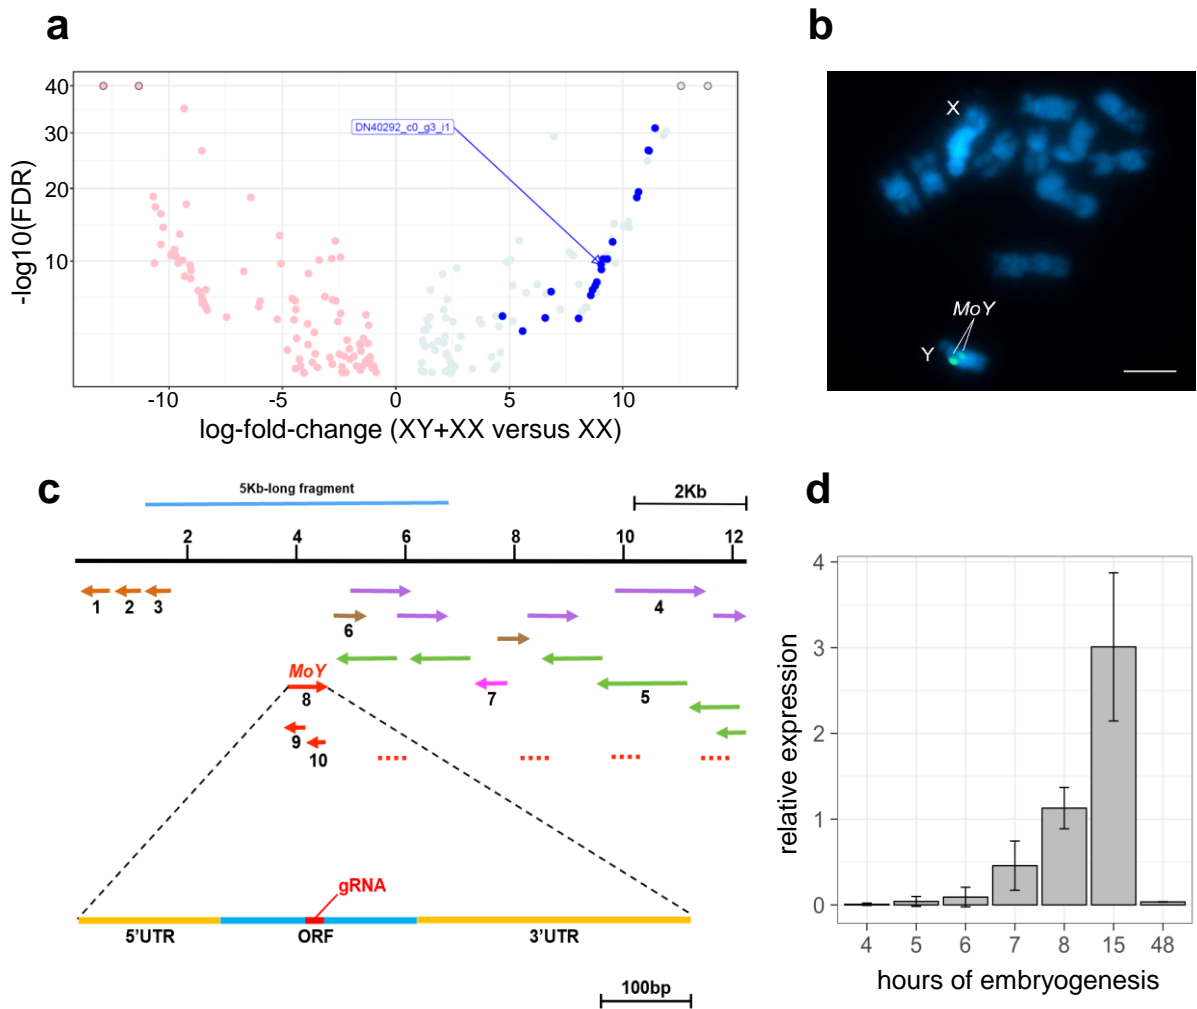 a
40
30
20
10
-log10(FDR)
DN40292_c0_g3_i1
-10 -5 0 5 10
log-fold-change (XY+XX versus XX)
b
X
MoY
Y
c
5Kb-long fragment
2Kb
2 4 6 8 10 12
1 2 3
4
6
MoY
8
7
5
9
10
gRNA
5'UTR ORF 3'UTR
100bp
d
4
3
2
1
0
relative expression
4 5 6 7 8 15 48
hours of embryogenesis